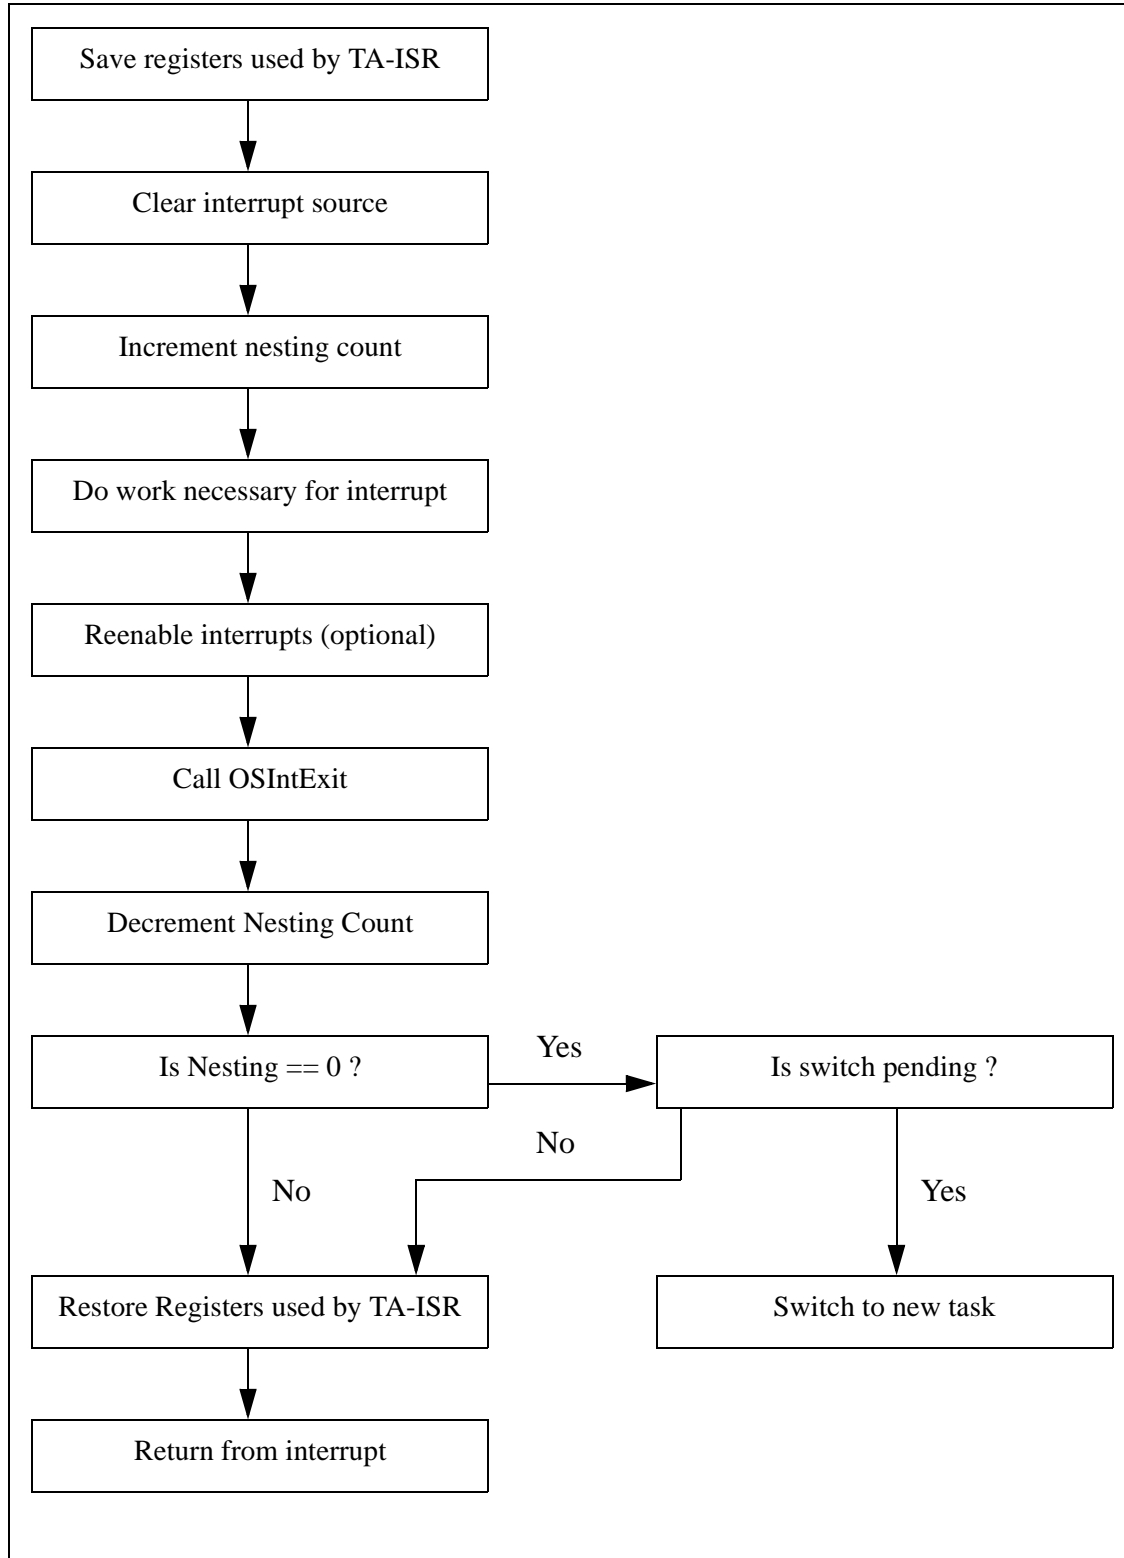 Save registers used by TA-ISR
Clear interrupt source
Increment nesting count
Do work necessary for interrupt
Reenable interrupts (optional)
Call OSIntExit
Decrement Nesting Count
Is Nesting == 0 ?
Yes
Is switch pending ?
No
No
Yes
Restore Registers used by TA-ISR
Switch to new task
Return from interrupt